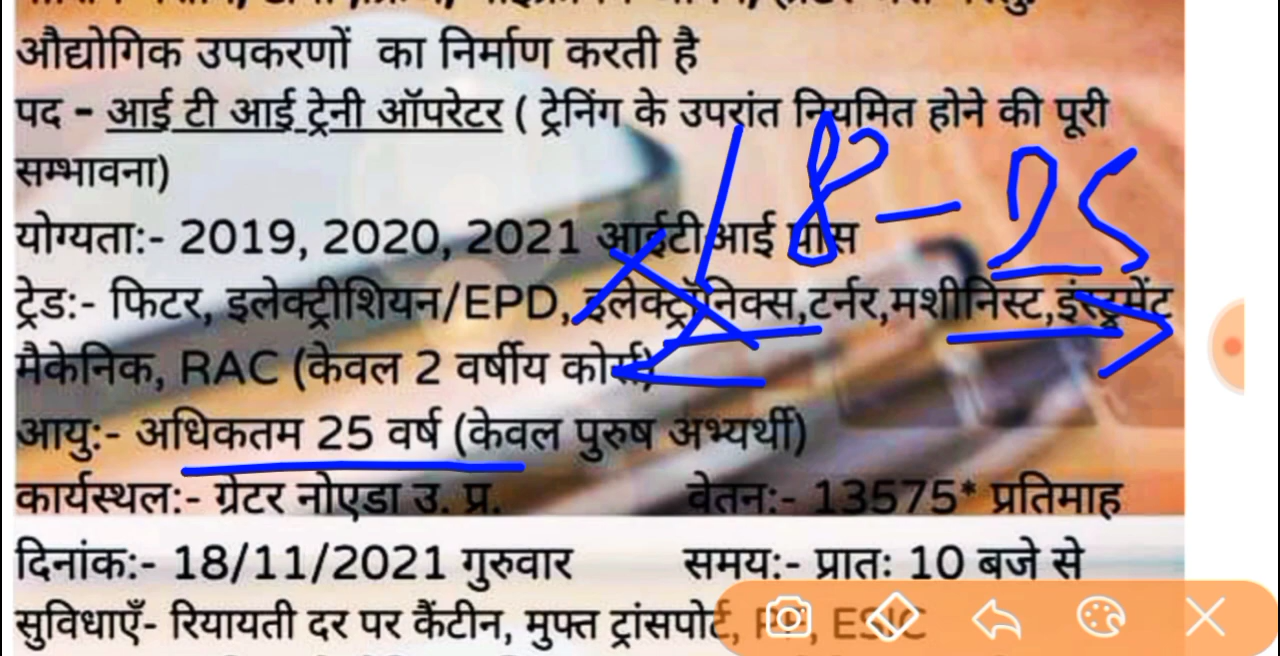 औद्योगिक उपकरणों का निर्माण करती है
पद - आई टी आई ट्रेनी ऑपरेटर ( ट्रेनिंग के उपरांत नियमित होने की पूरी
सम्भावना)
18-25
योग्यता:- 2019, 2020, 2021 आईटीआई पास
ट्रेड:- फिटर, इलेक्ट्रीशियन/EPD, इलेक्ट्रॉनिक्स,टर्नर,मशीनिस्ट,इंस्ट्रूमेंट
मैकेनिक, RAC (केवल 2 वर्षीय कोर्स)
आयु:- अधिकतम 25 वर्ष (केवल पुरुष अभ्यर्थी)
कार्यस्थल:- ग्रेटर नोएडा उ. प्र. वेतन:- 13575* प्रतिमाह
दिनांक:- 18/11/2021 गुरुवार समय:- प्रातः 10 बजे से
सुविधाएँ- रियायती दर पर कैंटीन, मुफ्त ट्रांसपोर्ट, PF, ESIC